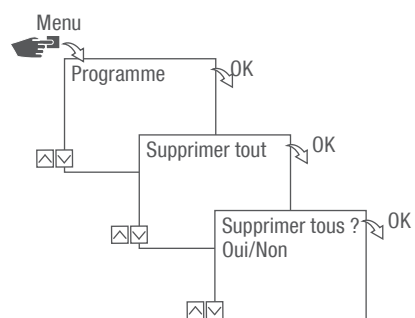 Menu
Programme
OK
Supprimer tout
OK
Supprimer tous ?
Oui/Non
OK